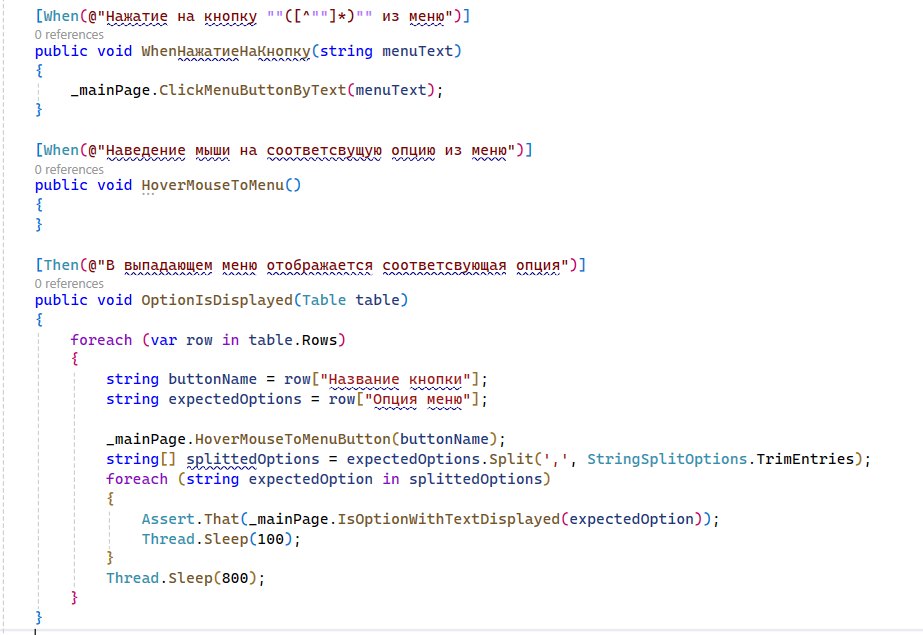 [When(@"Нажатие на кнопку ""([^""]*)"" из меню")]
0 references
public void WhenНажатиеНаКнопку(string menuText)
{
    _mainPage.ClickMenuButtonByText(menuText);
}
[When(@"Наведение мыши на соответсвущую опцию из меню")]
0 references
public void HoverMouseToMenu()
{
}
[Then(@"В выпадающем меню отображается соответсвующая опция")]
0 references
public void OptionIsDisplayed(Table table)
{
    foreach (var row in table.Rows)
    {
        string buttonName = row["Название кнопки"];
        string expectedOptions = row["Опция меню"];
        _mainPage.HoverMouseToMenuButton(buttonName);
        string[] splittedOptions = expectedOptions.Split(',', StringSplitOptions.TrimEntries);
        foreach (string expectedOption in splittedOptions)
        {
            Assert.That(_mainPage.IsOptionWithTextDisplayed(expectedOption));
            Thread.Sleep(100);
        }
        Thread.Sleep(800);
    }
}